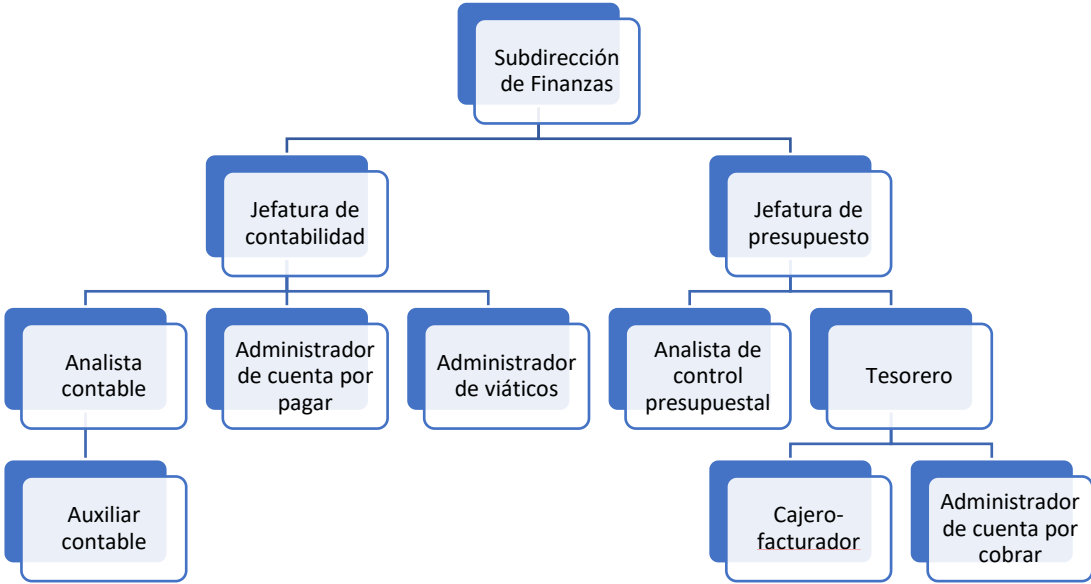 Subdirección
de Finanzas
Jefatura de
contabilidad
Jefatura de
presupuesto
Analista
contable
Administrador
de cuenta por
pagar
Administrador
de viáticos
Analista de
control
presupuestal
Tesorero
Auxiliar
contable
Cajero-
facturador
Administrador
de cuenta por
cobrar